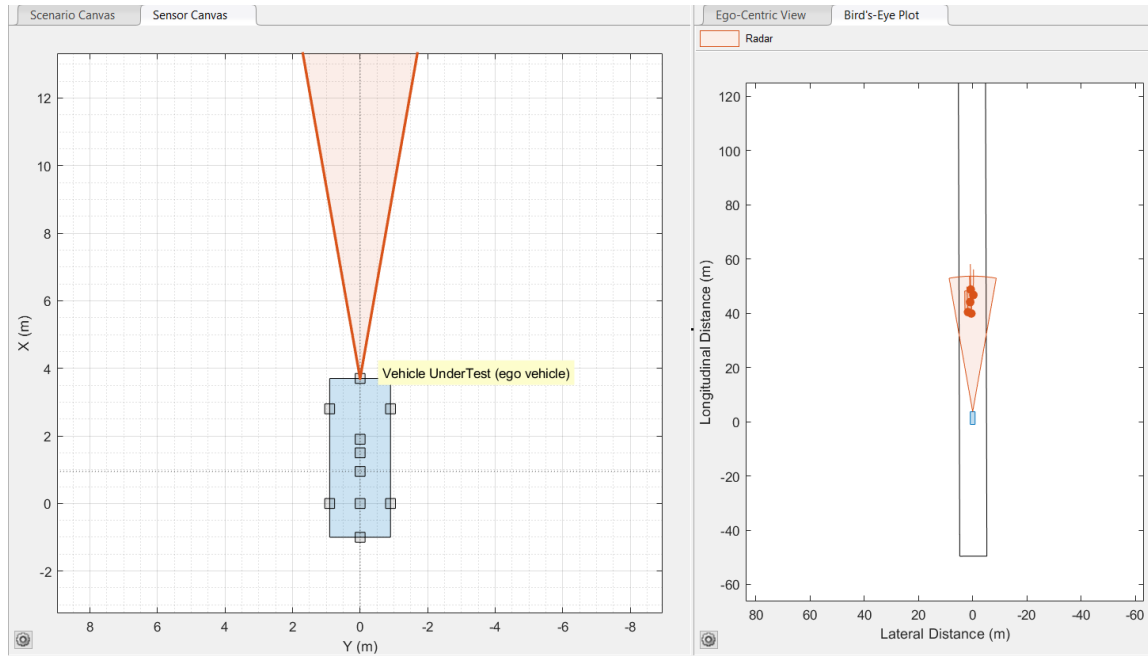 Scenario Canvas
Sensor Canvas
12
10
8
6
4
2
0
-2
X (m)
Vehicle UnderTest (ego vehicle)
8 6 4 2 0 -2 -4 -6 -8
Y (m)
Ego-Centric View
Bird's-Eye Plot
Radar
120
100
80
60
40
20
0
-20
-40
-60
Longitudinal Distance (m)
80 60 40 20 0 -20 -40 -60
Lateral Distance (m)